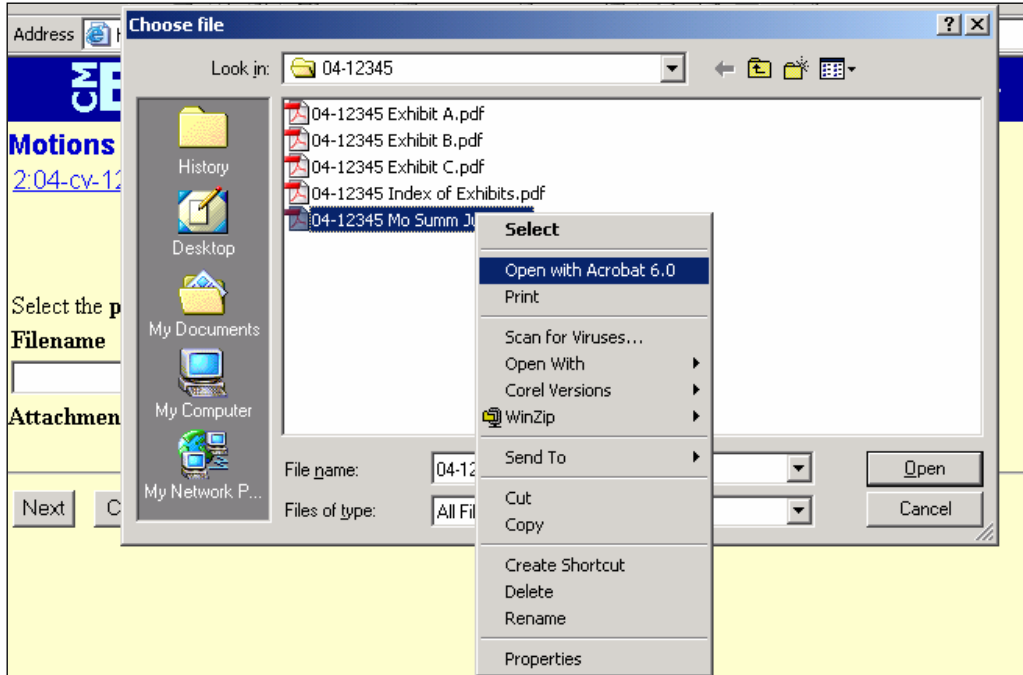 Address
Choose file
Look in:
04-12345
CM
Motions
2:04-cv-12
Select the p
Filename
Attachmen
Next
C
History
Desktop
My Documents
My Computer
My Network P...
04-12345 Exhibit A.pdf
04-12345 Exhibit B.pdf
04-12345 Exhibit C.pdf
04-12345 Index of Exhibits.pdf
04-12345 Mo Summ Ju
File name:
04-12
Open
Files of type:
All Fil
Cancel
Select
Open with Acrobat 6.0
Print
Scan for Viruses...
Open With
Corel Versions
WinZip
Send To
Cut
Copy
Create Shortcut
Delete
Rename
Properties